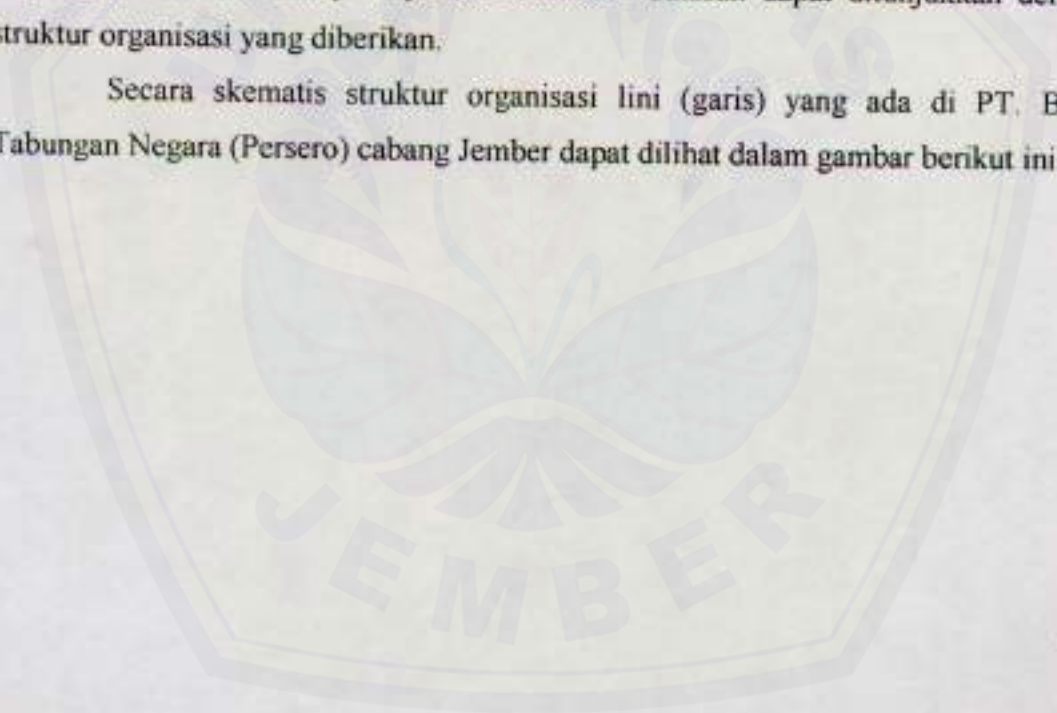 struktur organisasi yang diberikan.
Secara skematis struktur organisasi lini (garis) yang ada di PT. B
Tabungan Negara (Persero) cabang Jember dapat dilihat dalam gambar berikut ini
JEMBER